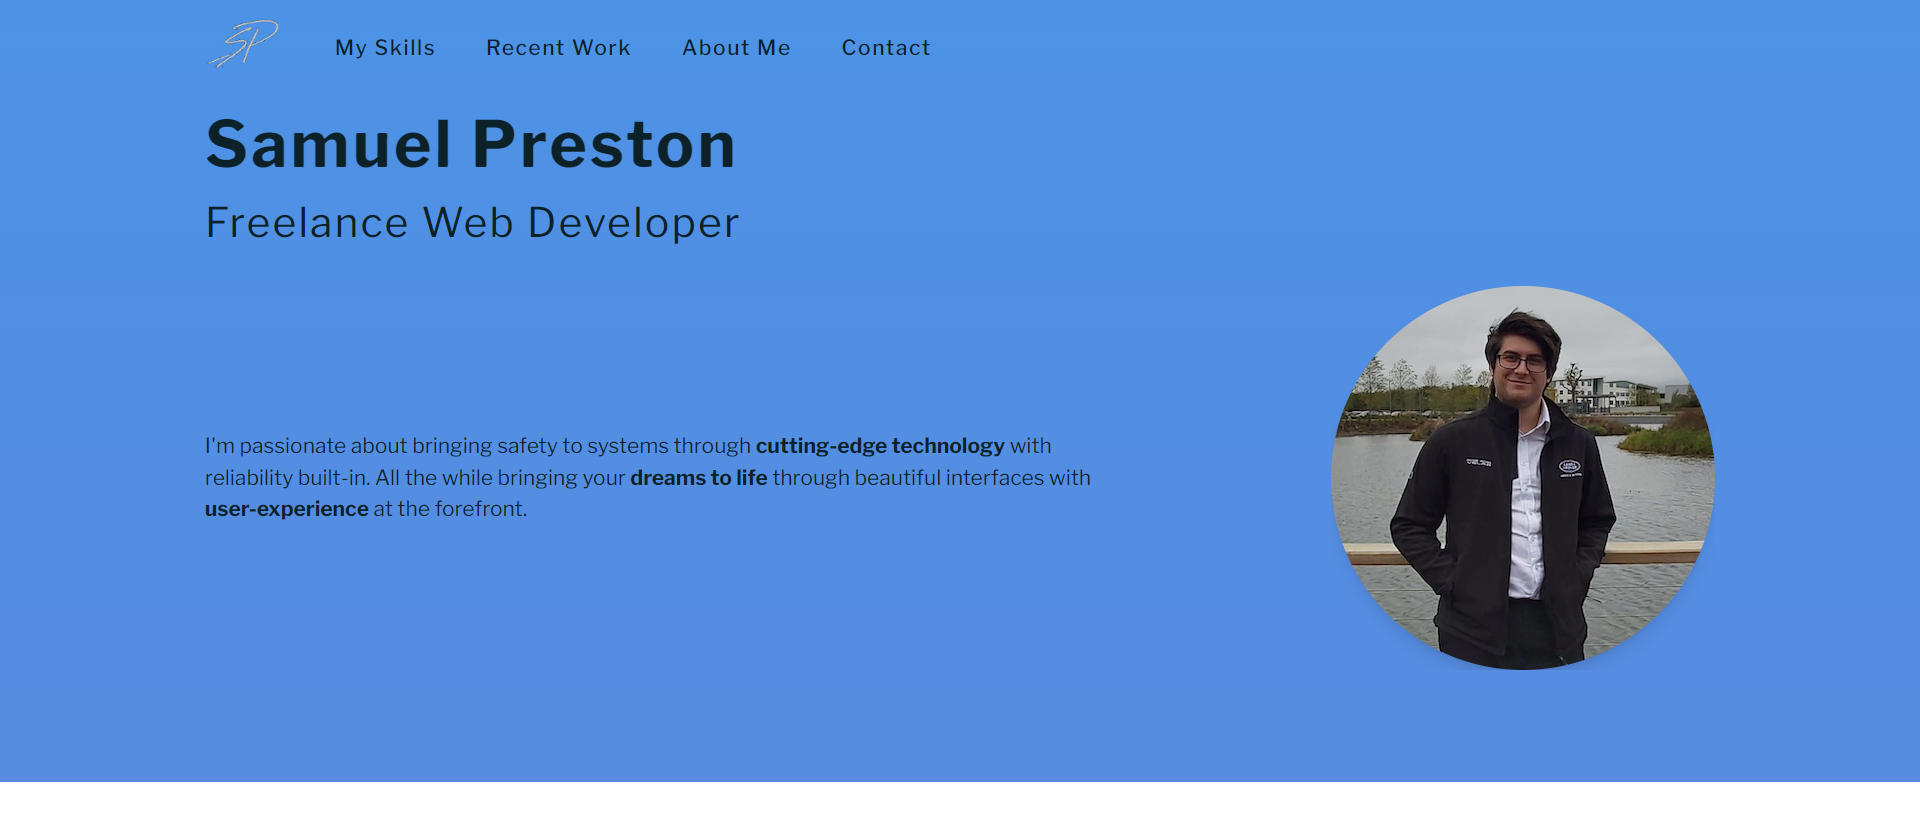 SP
My Skills Recent Work About Me Contact
Samuel Preston
Freelance Web Developer
I'm passionate about bringing safety to systems through cutting-edge technology with
reliability built-in. All the while bringing your dreams to life through beautiful interfaces with
user-experience at the forefront.